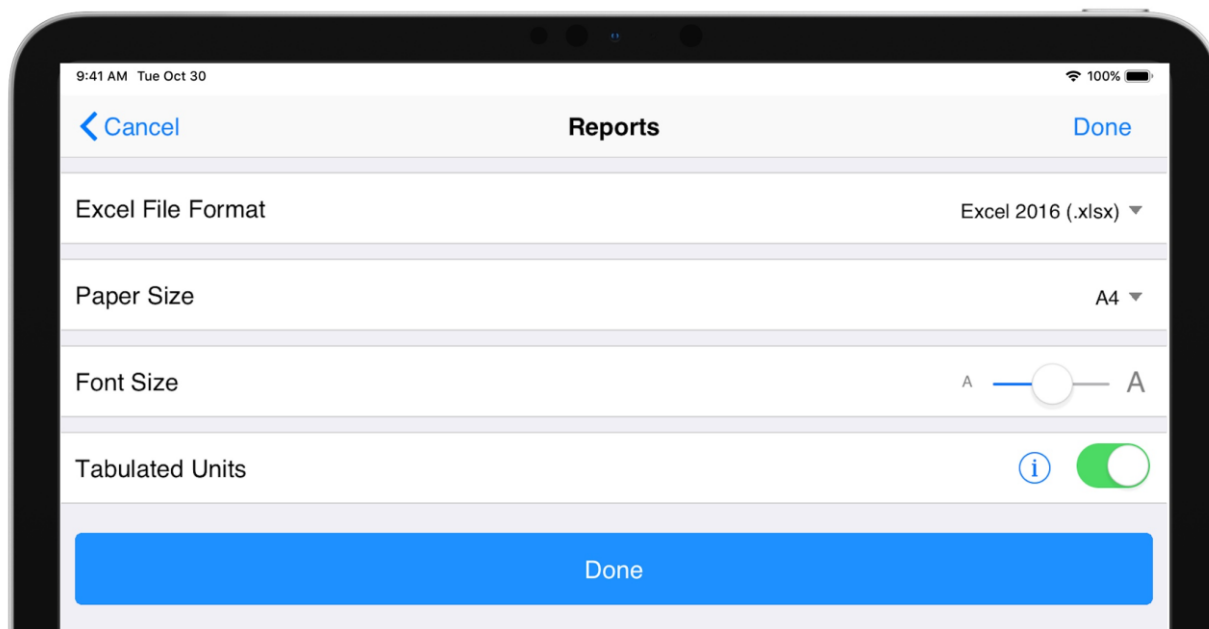 9:41 AM Tue Oct 30 100%
Cancel Reports Done
Excel File Format Excel 2016 (.xlsx)
Paper Size A4
Font Size A A
Tabulated Units i
Done